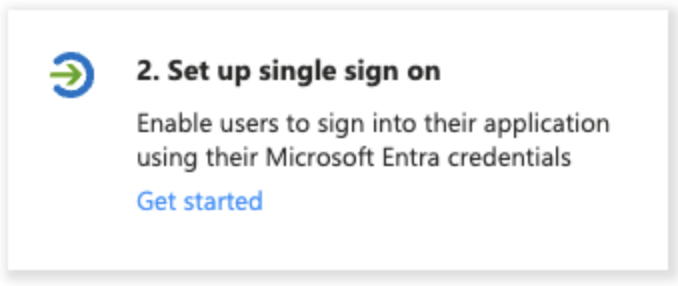 2. Set up single sign on
Enable users to sign into their application
using their Microsoft Entra credentials
Get started